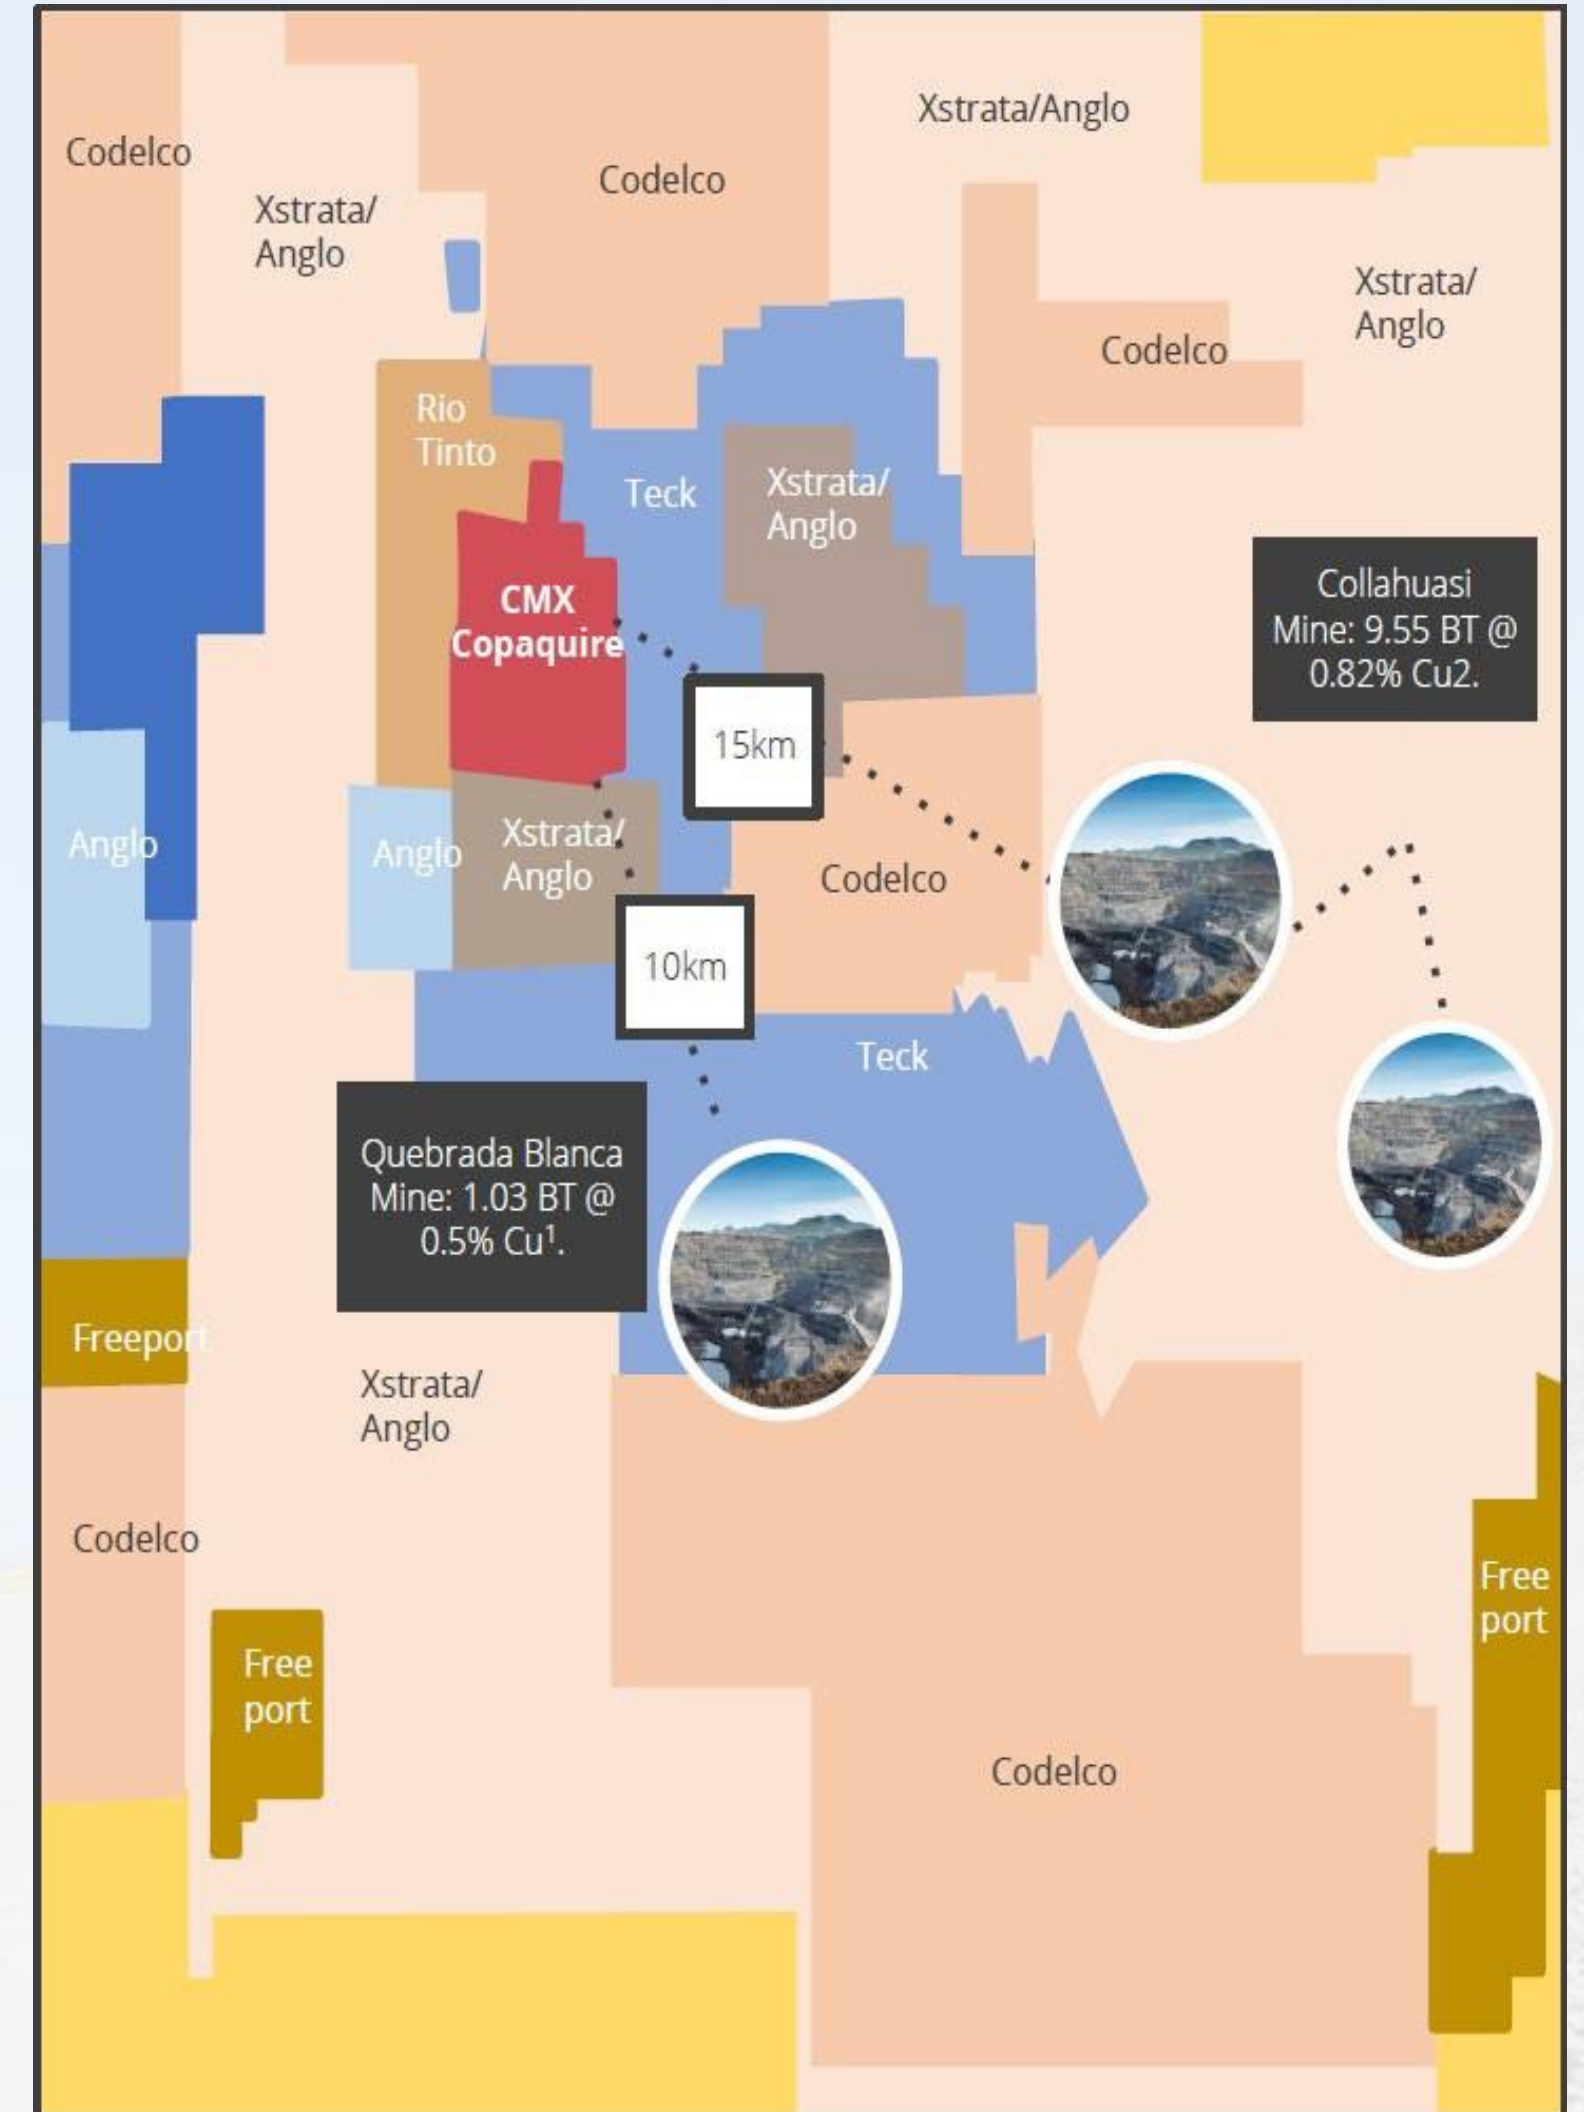 Xstrata/Anglo
Codelco
Codelco
Xstrata/
Anglo
Xstrata/
Anglo
Codelco
Rio
Tinto
Teck
Xstrata/
Anglo
CMX
Copaquire
Collahuasi
Mine: 9.55 BT @
0.82% Cu2.
15km
Anglo
Anglo
Xstrata/
Anglo
Codelco
10km
Teck
Quebrada Blanca
Mine: 1.03 BT @
0.5% Cu¹.
Freeport
Xstrata/
Anglo
Codelco
Free
port
Free
port
Codelco